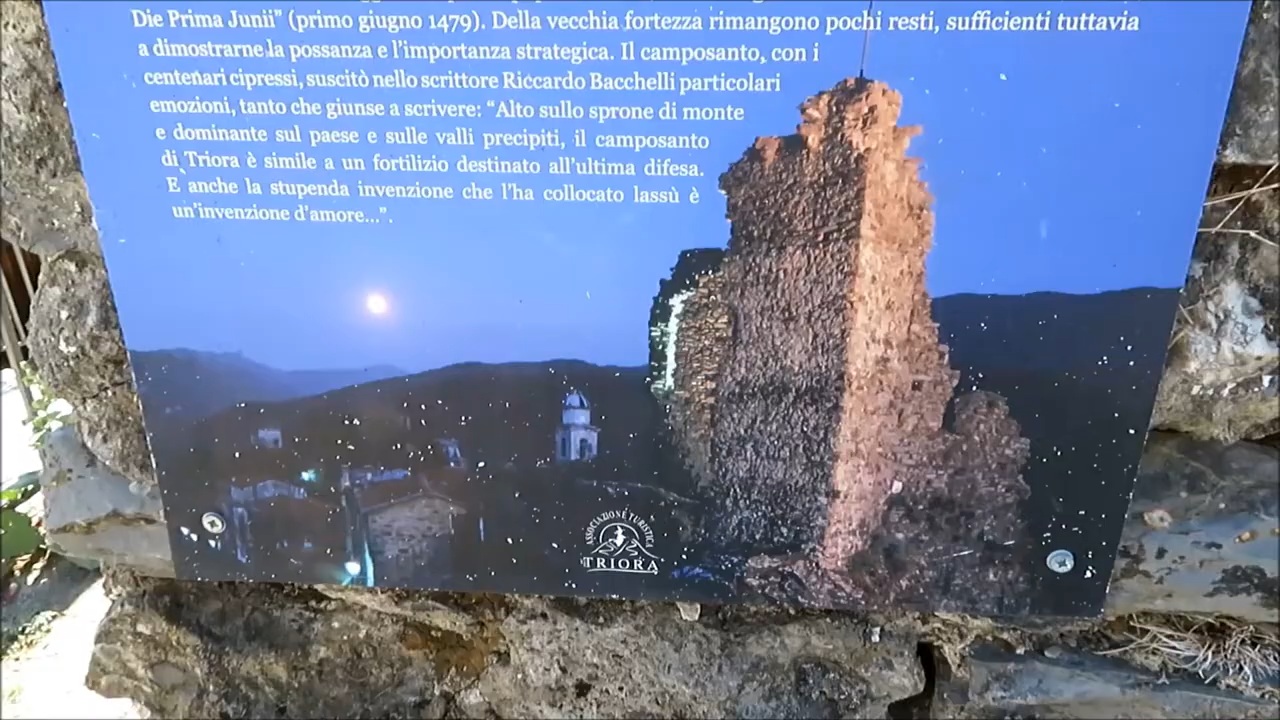 Die Prima Junii” (primo giugno 1479). Della vecchia fortezza rimangono pochi resti, sufficienti tuttavia
a dimostrarne la possanza e l’importanza strategica. Il camposanto, con i
centenari cipressi, suscitò nello scrittore Riccardo Bacchelli particolari
emozioni, tanto che giunse a scrivere: “Alto sullo sprone di monte
e dominante sul paese e sulle valli precipiti, il camposanto
di Triora è simile a un fortilizio destinato all’ultima difesa.
E anche la stupenda invenzione che l’ha collocato lassù è
un’invenzione d’amore...”.
ASSOCIAZIONE TURISTICA
TRIORA